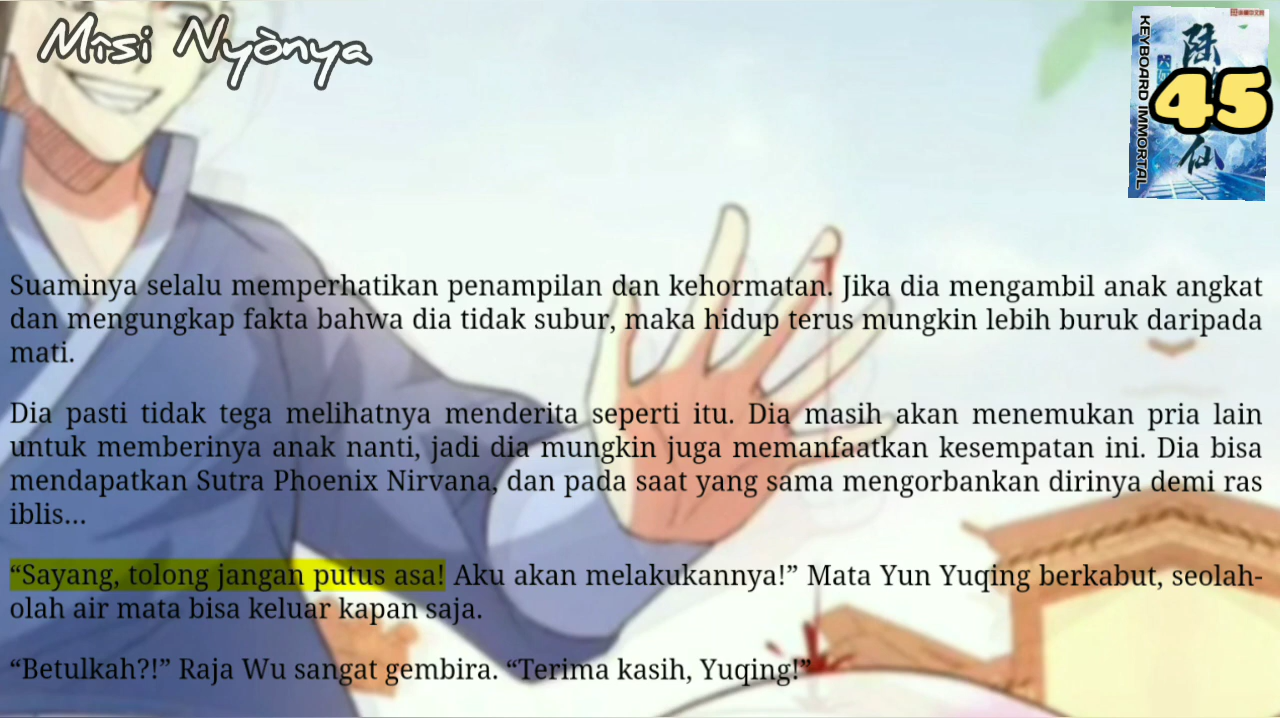 Mîsi Nyònya
KEYBOARD IMMORTAL
45
Suaminya selalu memperhatikan penampilan dan kehormatan. Jika dia mengambil anak angkat
dan mengungkap fakta bahwa dia tidak subur, maka hidup terus mungkin lebih buruk daripada
mati.
Dia pasti tidak tega melihatnya menderita seperti itu. Dia masih akan menemukan pria lain
untuk memberinya anak nanti, jadi dia mungkin juga memanfaatkan kesempatan ini. Dia bisa
mendapatkan Sutra Phoenix Nirvana, dan pada saat yang sama mengorbankan dirinya demi ras
iblis...
“Sayang, tolong jangan putus asa! Aku akan melakukannya!” Mata Yun Yuqing berkabut, seolah-
olah air mata bisa keluar kapan saja.
“Betulkah?!” Raja Wu sangat gembira. “Terima kasih, Yuqing!”